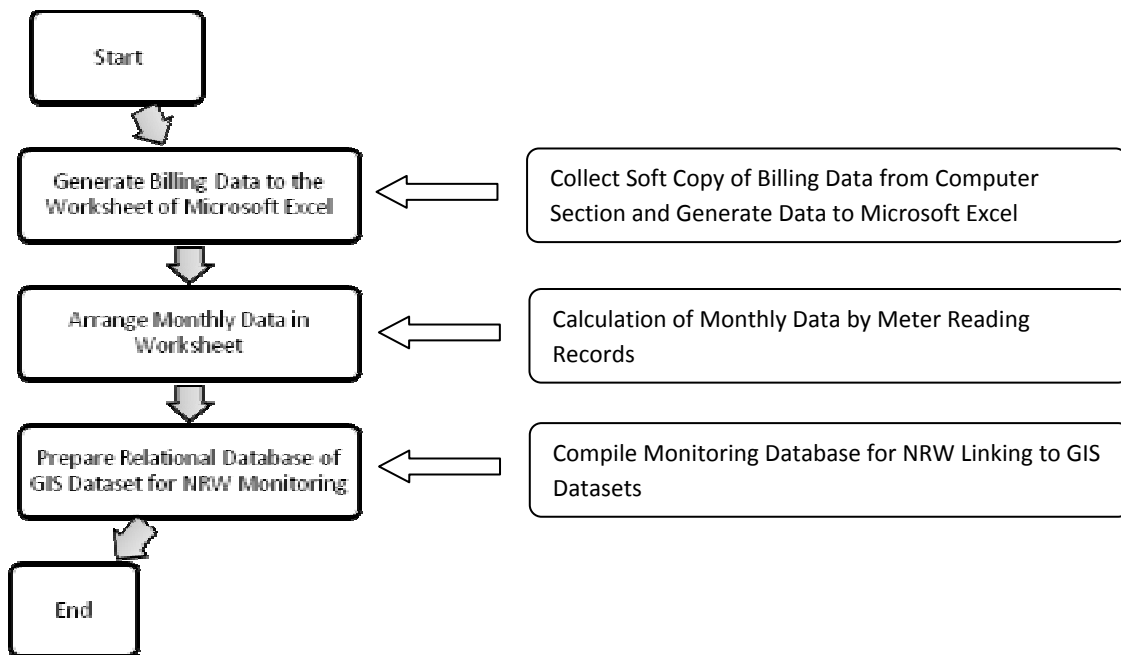 Start
Generate Billing Data to the
Worksheet of Microsoft Excel
Collect Soft Copy of Billing Data from Computer
Section and Generate Data to Microsoft Excel
Arrange Monthly Data in
Worksheet
Calculation of Monthly Data by Meter Reading
Records
Prepare Relational Database of
GIS Dataset for NRW Monitoring
Compile Monitoring Database for NRW Linking to GIS
Datasets
End